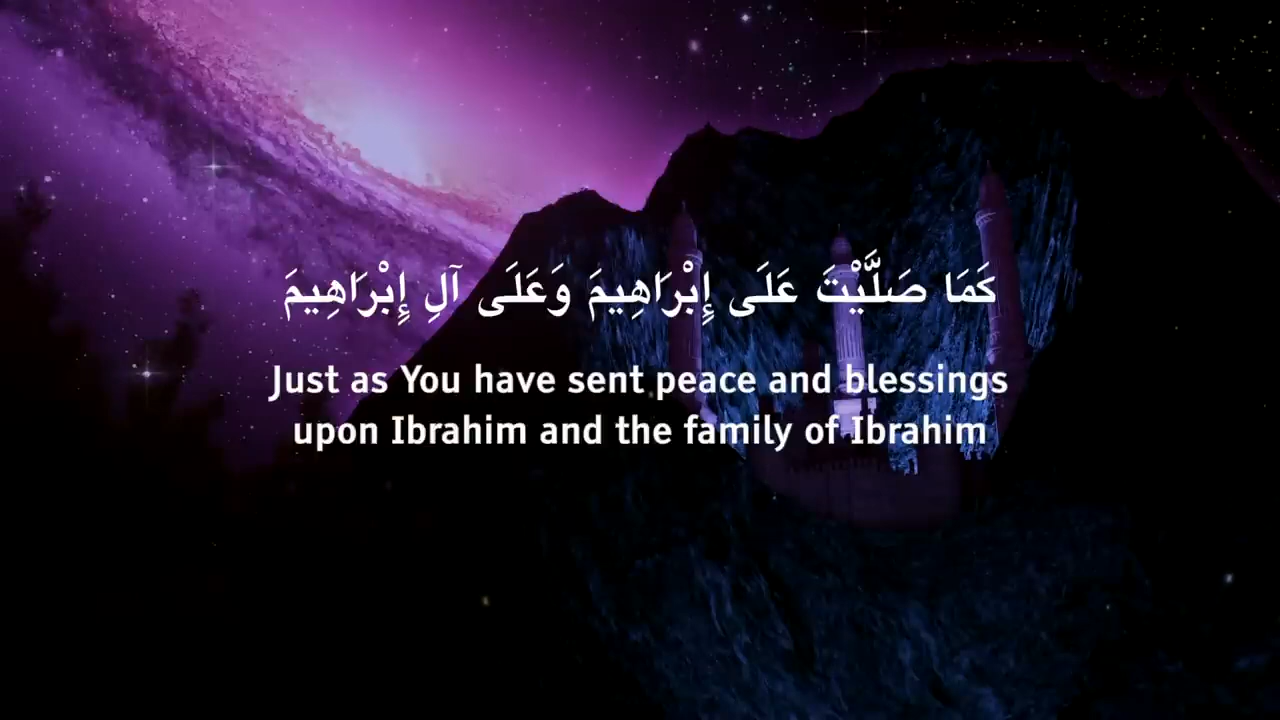 كَمَا صَلَّيْتَ عَلَى إِبْرَاهِيمَ وَعَلَى آلِ إِبْرَاهِيمَ
Just as You have sent peace and blessings
upon Ibrahim and the family of Ibrahim